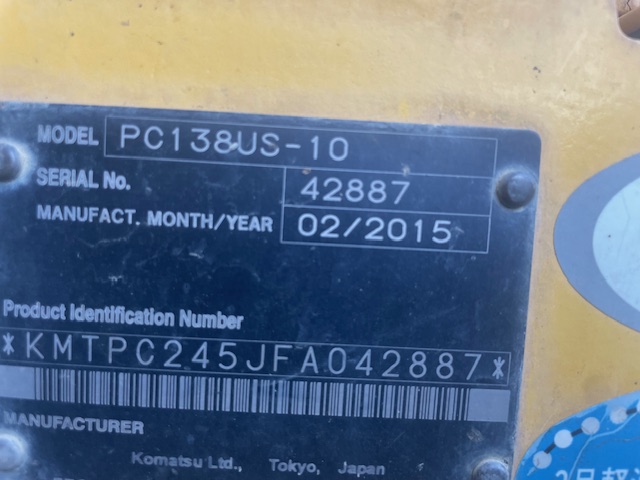 MODEL PC138US-10
SERIAL No. 42887
MANUFACT. MONTH/YEAR 02/2015
Product Identification Number
*KMTPC245JFA042887*
MANUFACTURER
Komatsu Ltd., Tokyo, Japan